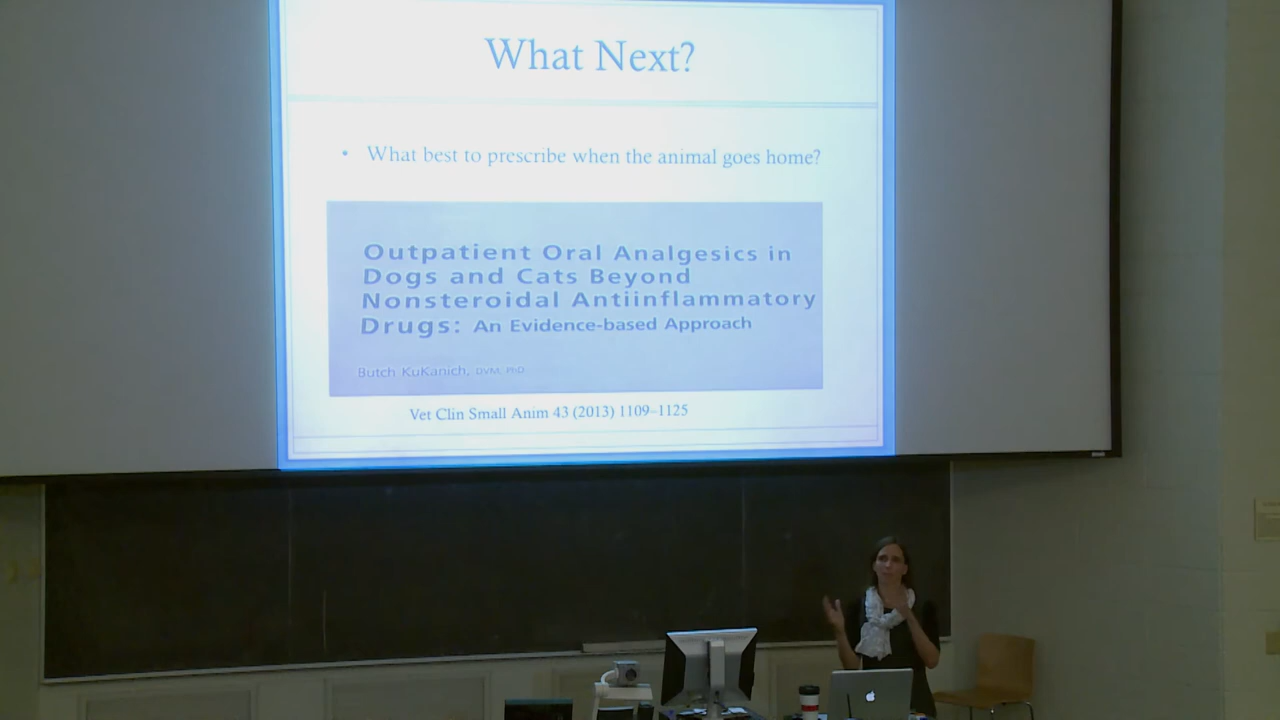 What Next?
• What best to prescribe when the animal goes home?
Outpatient Oral Analgesics in
Dogs and Cats Beyond
Nonsteroidal Antiinflammatory
Drugs: An Evidence-based Approach
Butch KuKanich, DVM, PhD
Vet Clin Small Anim 43 (2013) 1109–1125